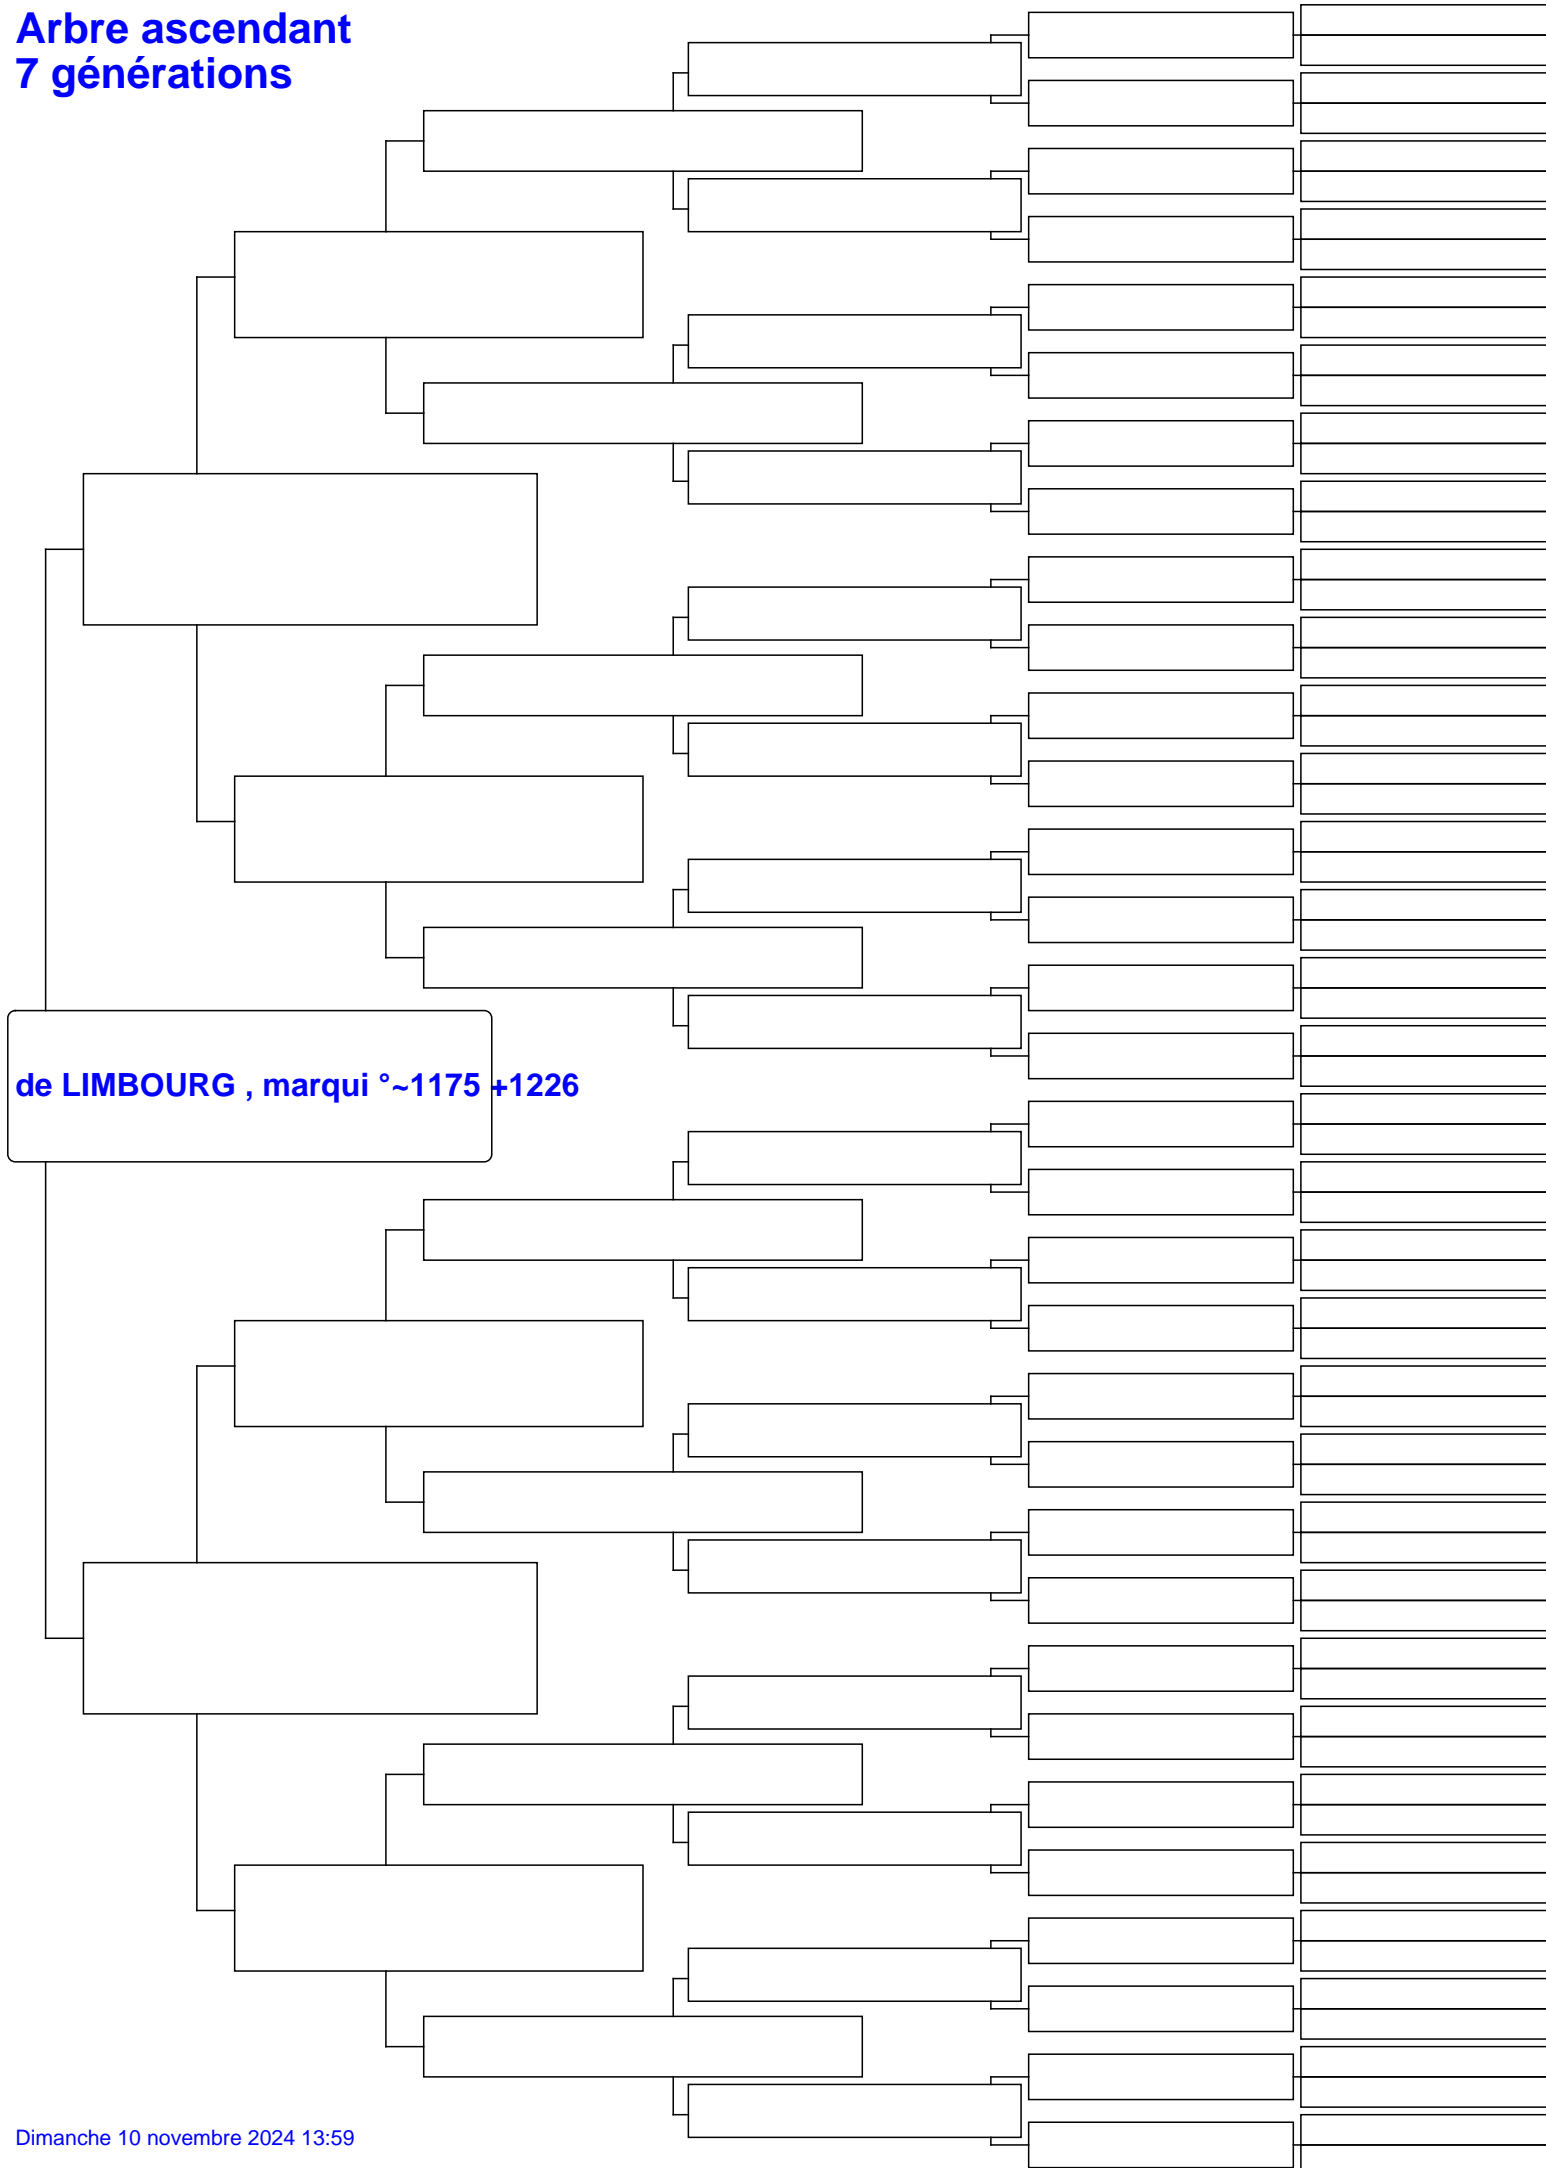 Arbre ascendant
7 générations
de LIMBOURG , marqui °~1175 +1226
Dimanche 10 novembre 2024 13:59